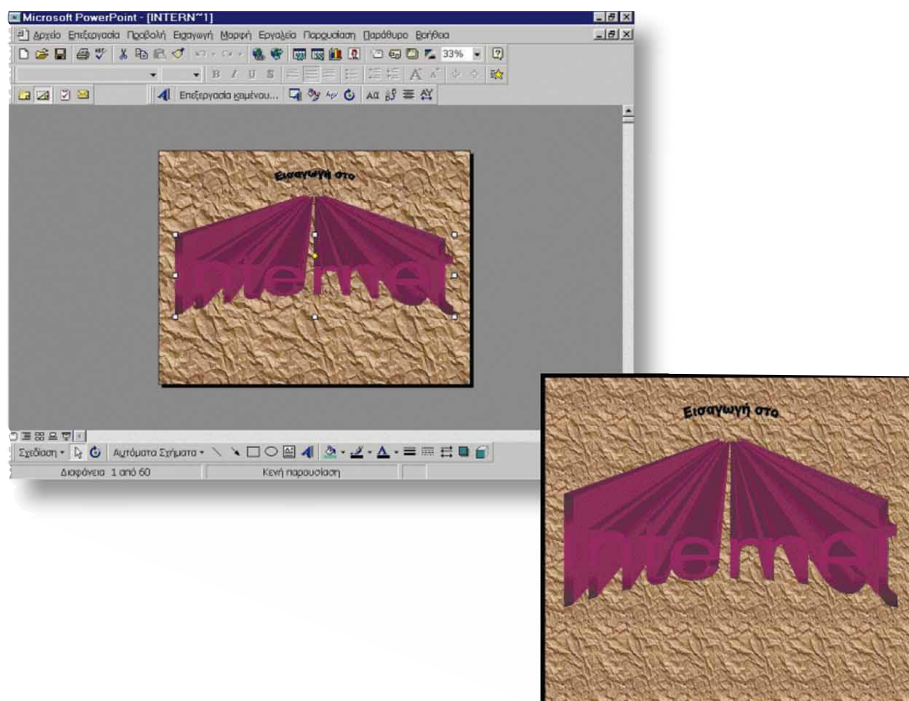 Microsoft PowerPoint - [INTERN~1]
Αρχείο Επεξεργασία Προβολή Εισαγωγή Μορφή Εργαλεία Παρουσίαση Παράθυρο Βοήθεια
33%
B I U S
Επεξεργασία κειμένου...
Εισαγωγή στο
Internet
Σχεδίαση
Αυτόματα Σχήματα
Διαφάνεια 1 από 60
Κενή παρουσίαση
Εισαγωγή στο
Internet